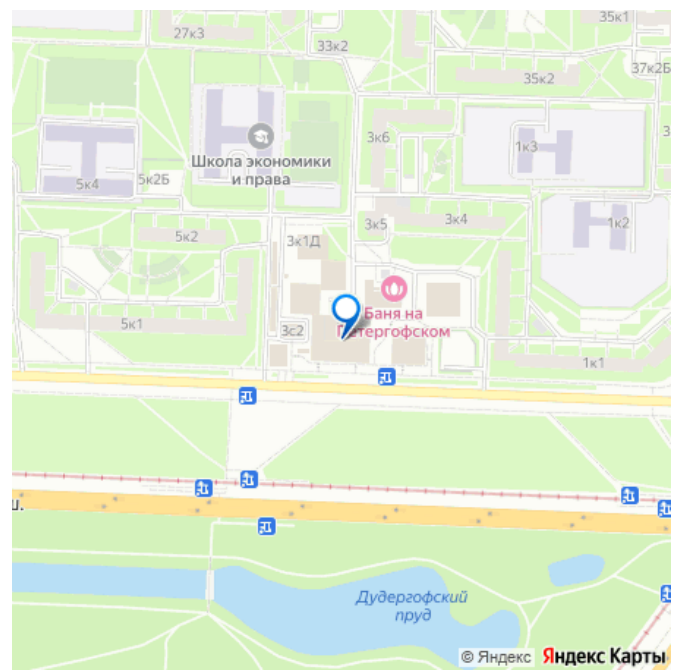 35к1
27к3
33к2
37к2Б
35к2
3к6
1к3
3
Школа экономики
и права
5к4
5к2Б
3к5
3к4
1к2
5к2
3к1Д
Баня на
Петергофском
5к1
3с2
1к1
ш.
Дудергофский
пруд
© Яндекс Яндекс Карты